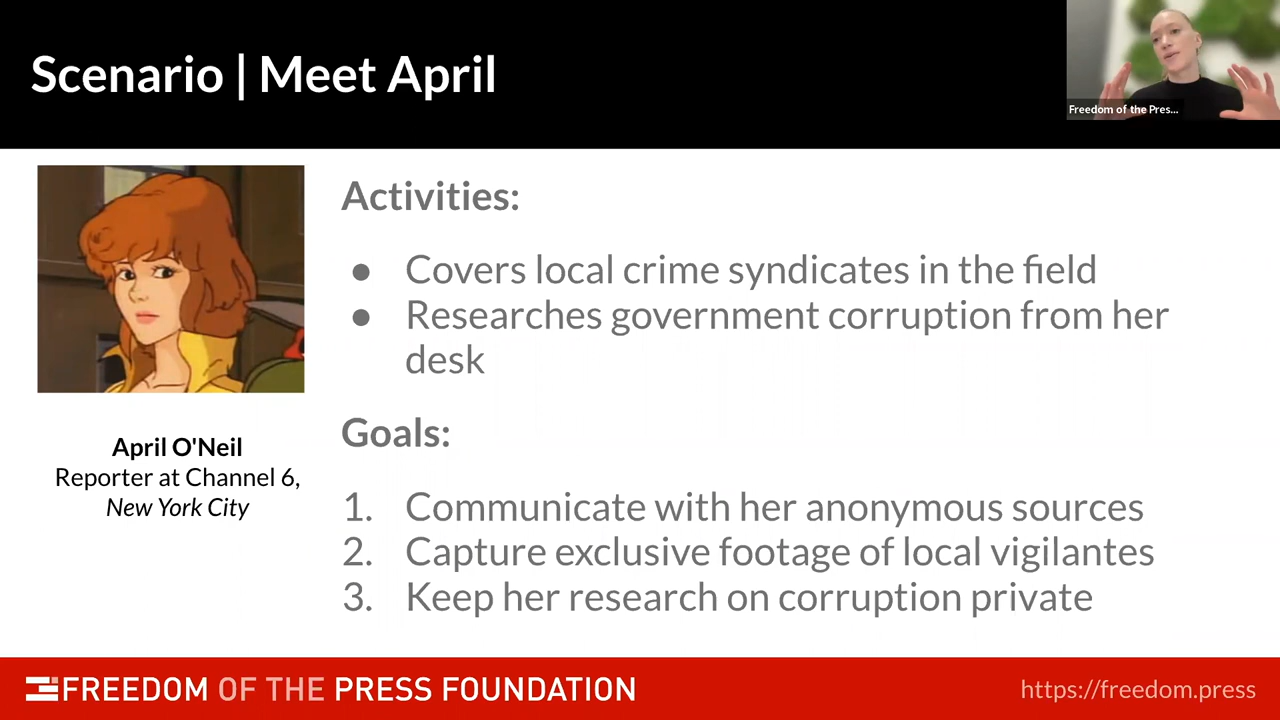 Scenario | Meet April
Freedom of the Pres...
Activities:
● Covers local crime syndicates in the field
● Researches government corruption from her
desk
April O'Neil
Reporter at Channel 6,
New York City
Goals:
1. Communicate with her anonymous sources
2. Capture exclusive footage of local vigilantes
3. Keep her research on corruption private
FREEDOM OF THE PRESS FOUNDATION
https://freedom.press